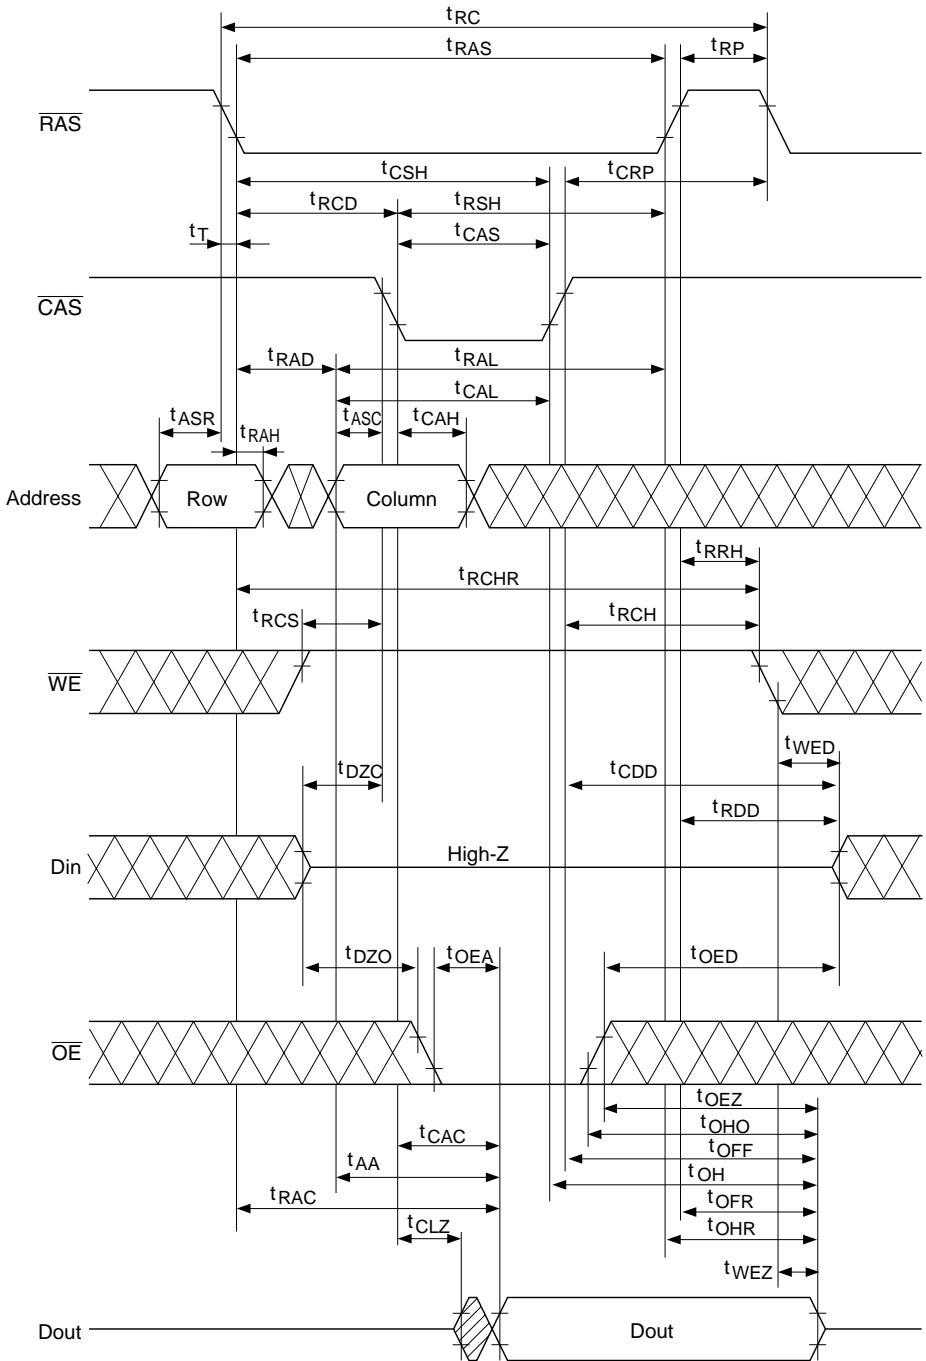 tRC
tRAS tRP
RAS
tCSH tCRP
tRCD tRSH
tT tCAS
CAS
tRAD tRAL
tCAL
tASR tASC tCAH
tRAH
Address Row Column
tRRH
tRCHR
tRCS tRCH
WE
tWED
tDZC tCDD
tRDD
Din High-Z
tDZO tOEA tOED
OE
tOEZ
tOHO
tCAC tOFF
tAA tOH
tRAC tOFR
tCLZ tOHR
tWEZ
Dout Dout